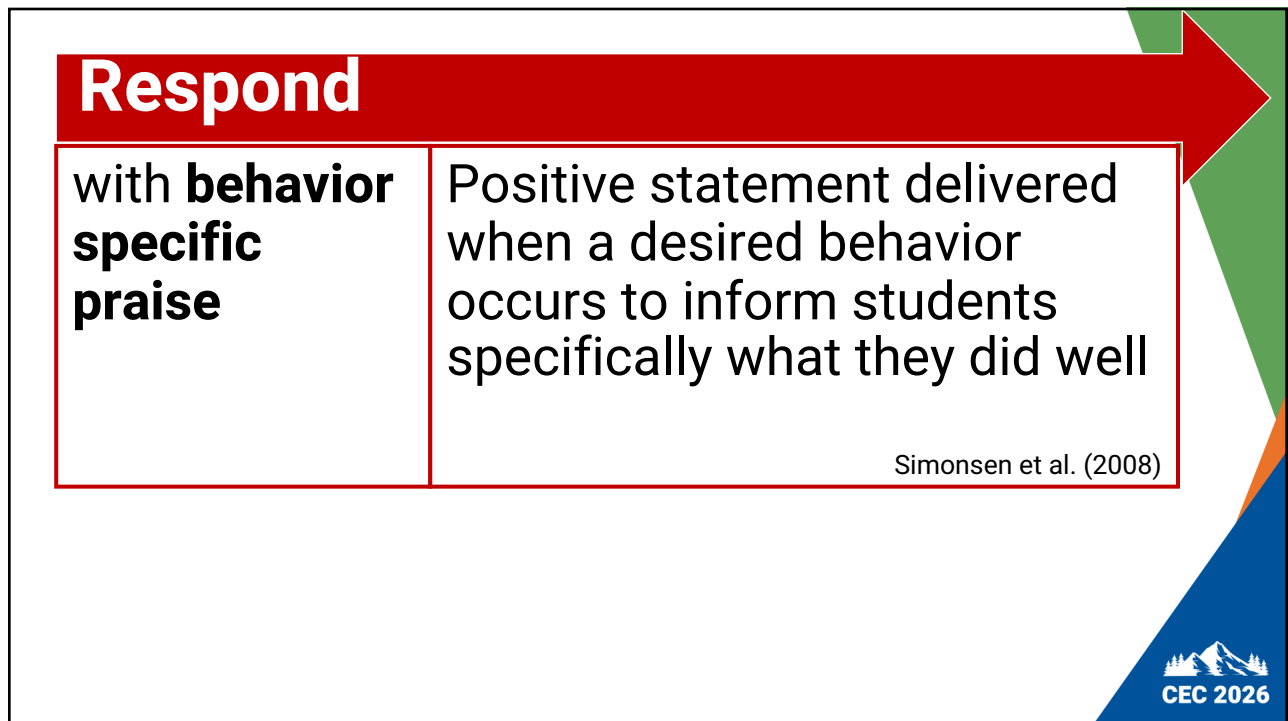 Respond
with behavior
specific
praise
Positive statement delivered
when a desired behavior
occurs to inform students
specifically what they did well
Simonsen et al. (2008)
CEC 2026